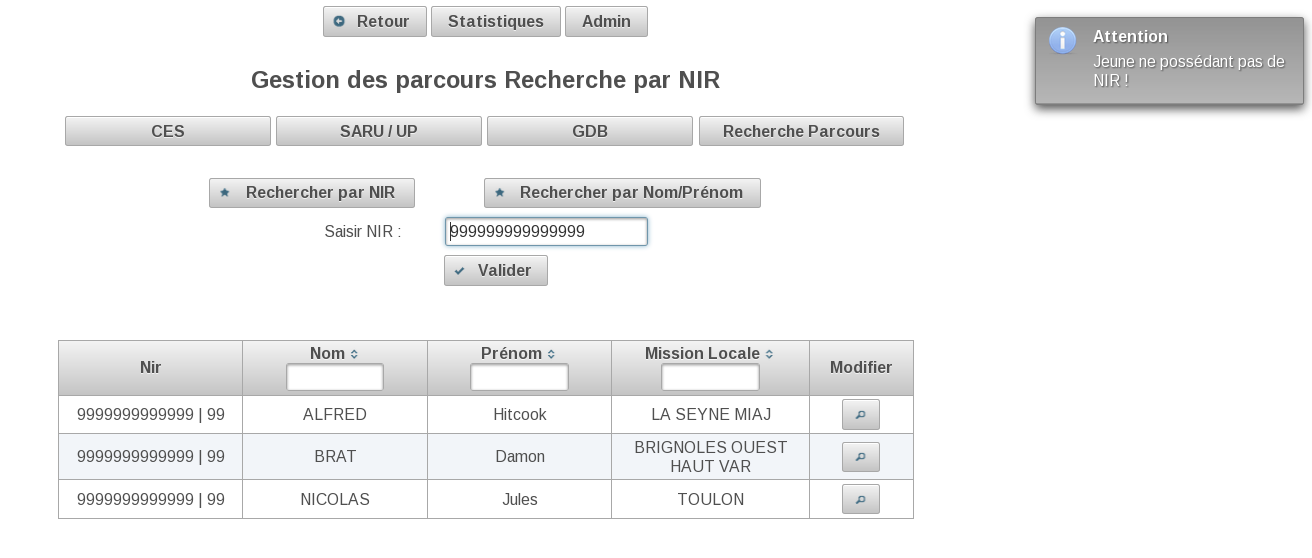 Retour Statistiques Admin
Attention
Jeune ne possédant pas de
NIR !
Gestion des parcours Recherche par NIR
CES SARU / UP GDB Recherche Parcours
Rechercher par NIR Rechercher par Nom/Prénom
Saisir NIR : 999999999999999
Valider
Nir Nom Prénom Mission Locale Modifier
9999999999999 | 99 ALFRED Hitcook LA SEYNE MIAJ
9999999999999 | 99 BRAT Damon BRIGNOLES OUEST
HAUT VAR
9999999999999 | 99 NICOLAS Jules TOULON